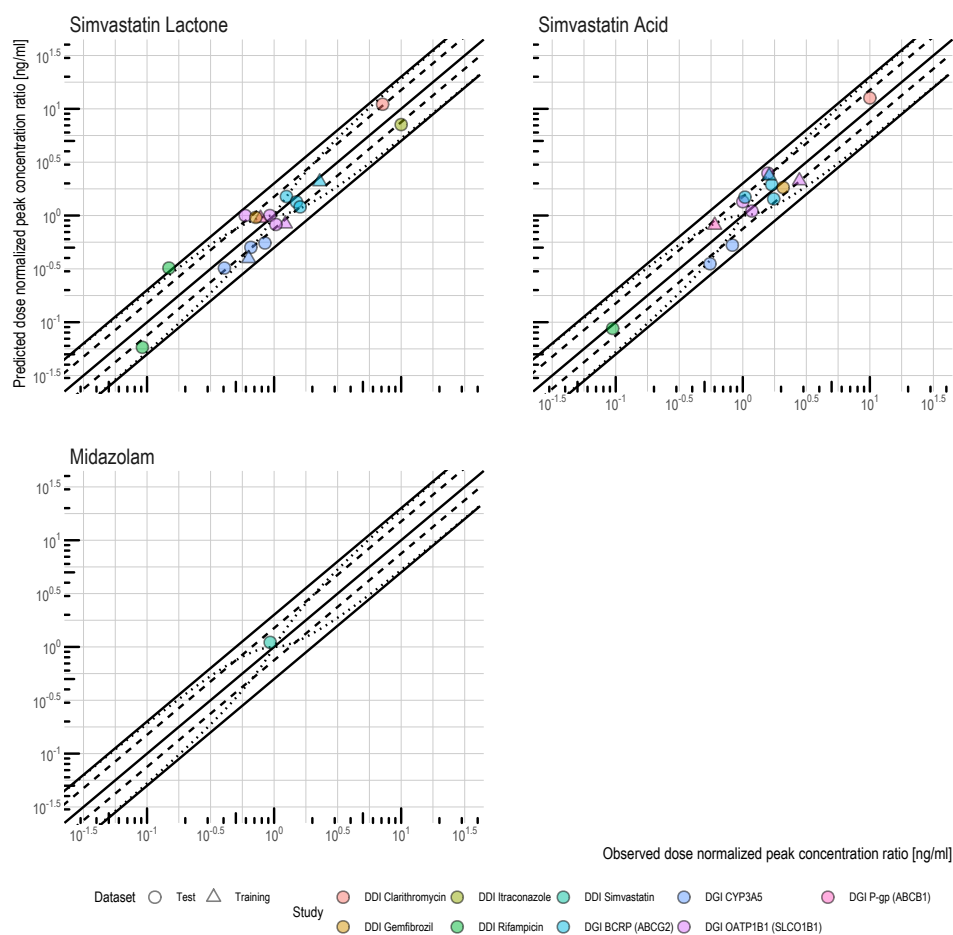 Simvastatin Lactone
Simvastatin Acid
Predicted dose normalized peak concentration ratio [ng/ml]
10^1.5
10^1
10^0.5
10^0
10^-0.5
10^-1
10^-1.5
10^-1.5 10^-1 10^-0.5 10^0 10^0.5 10^1 10^1.5
Midazolam
10^1.5
10^1
10^0.5
10^0
10^-0.5
10^-1
10^-1.5
10^-1.5 10^-1 10^-0.5 10^0 10^0.5 10^1 10^1.5
Observed dose normalized peak concentration ratio [ng/ml]
Dataset Test Training
Study
DDI Clarithromycin DDI Itraconazole DDI Simvastatin DGI CYP3A5 DGI P-gp (ABCB1)
DDI Gemfibrozil DDI Rifampicin DGI BCRP (ABCG2) DGI OATP1B1 (SLCO1B1)